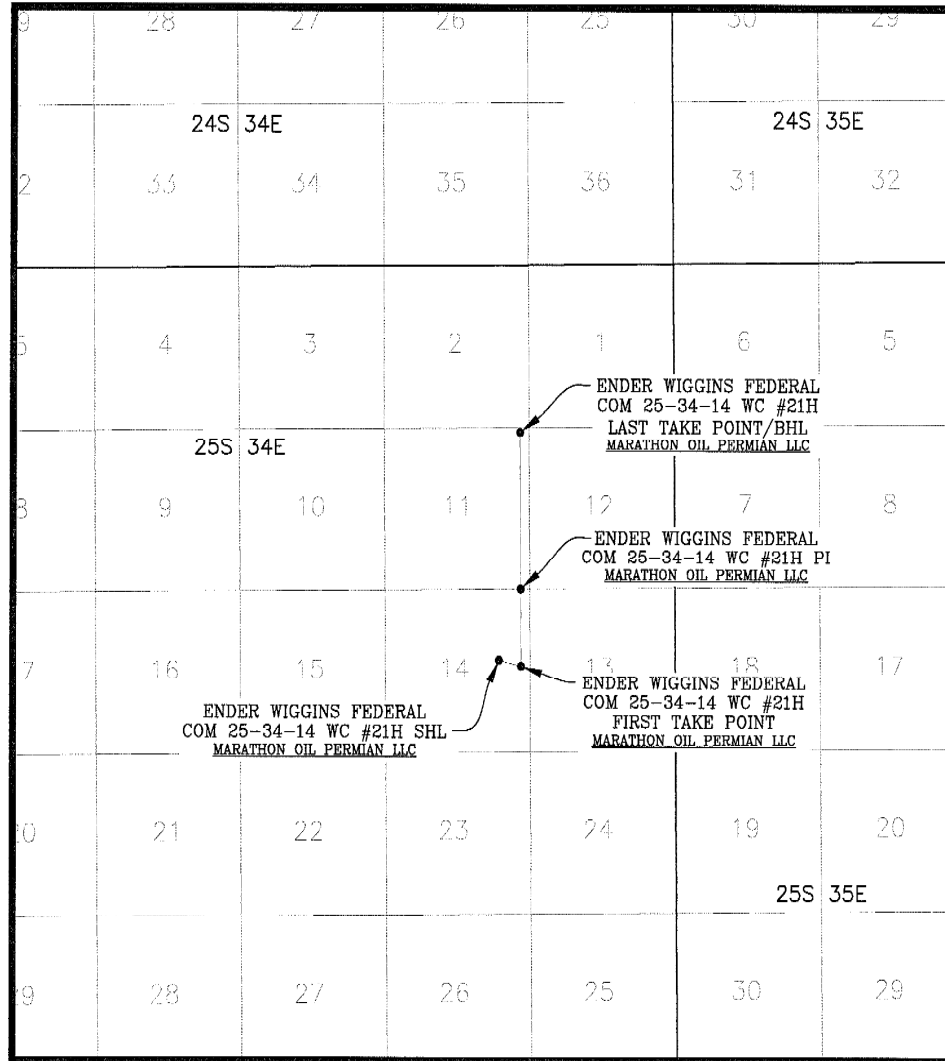 28 27 26 25 30 29
24S 34E 24S 35E
33 34 35 36 31 32
4 3 2 1 6 5
ENDER WIGGINS FEDERAL
COM 25-34-14 WC #21H
LAST TAKE POINT/BHL
MARATHON OIL PERMIAN LLC
25S 34E
9 10 11 12 7 8
ENDER WIGGINS FEDERAL
COM 25-34-14 WC #21H PI
MARATHON OIL PERMIAN LLC
16 15 14 13 18 17
ENDER WIGGINS FEDERAL
COM 25-34-14 WC #21H
FIRST TAKE POINT
MARATHON OIL PERMIAN LLC
ENDER WIGGINS FEDERAL
COM 25-34-14 WC #21H SHL
MARATHON OIL PERMIAN LLC
21 22 23 24 19 20
25S 35E
28 27 26 25 30 29